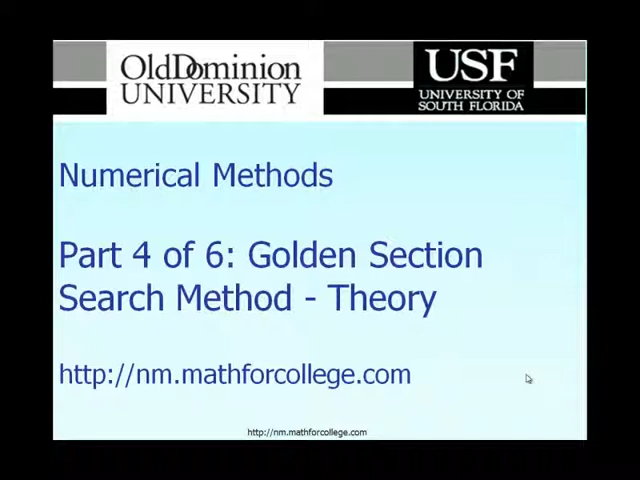 OldDominion
UNIVERSITY
USF
UNIVERSITY OF
SOUTH FLORIDA
Numerical Methods
Part 4 of 6: Golden Section
Search Method - Theory
http://nm.mathforcollege.com
http://nm.mathforcollege.com